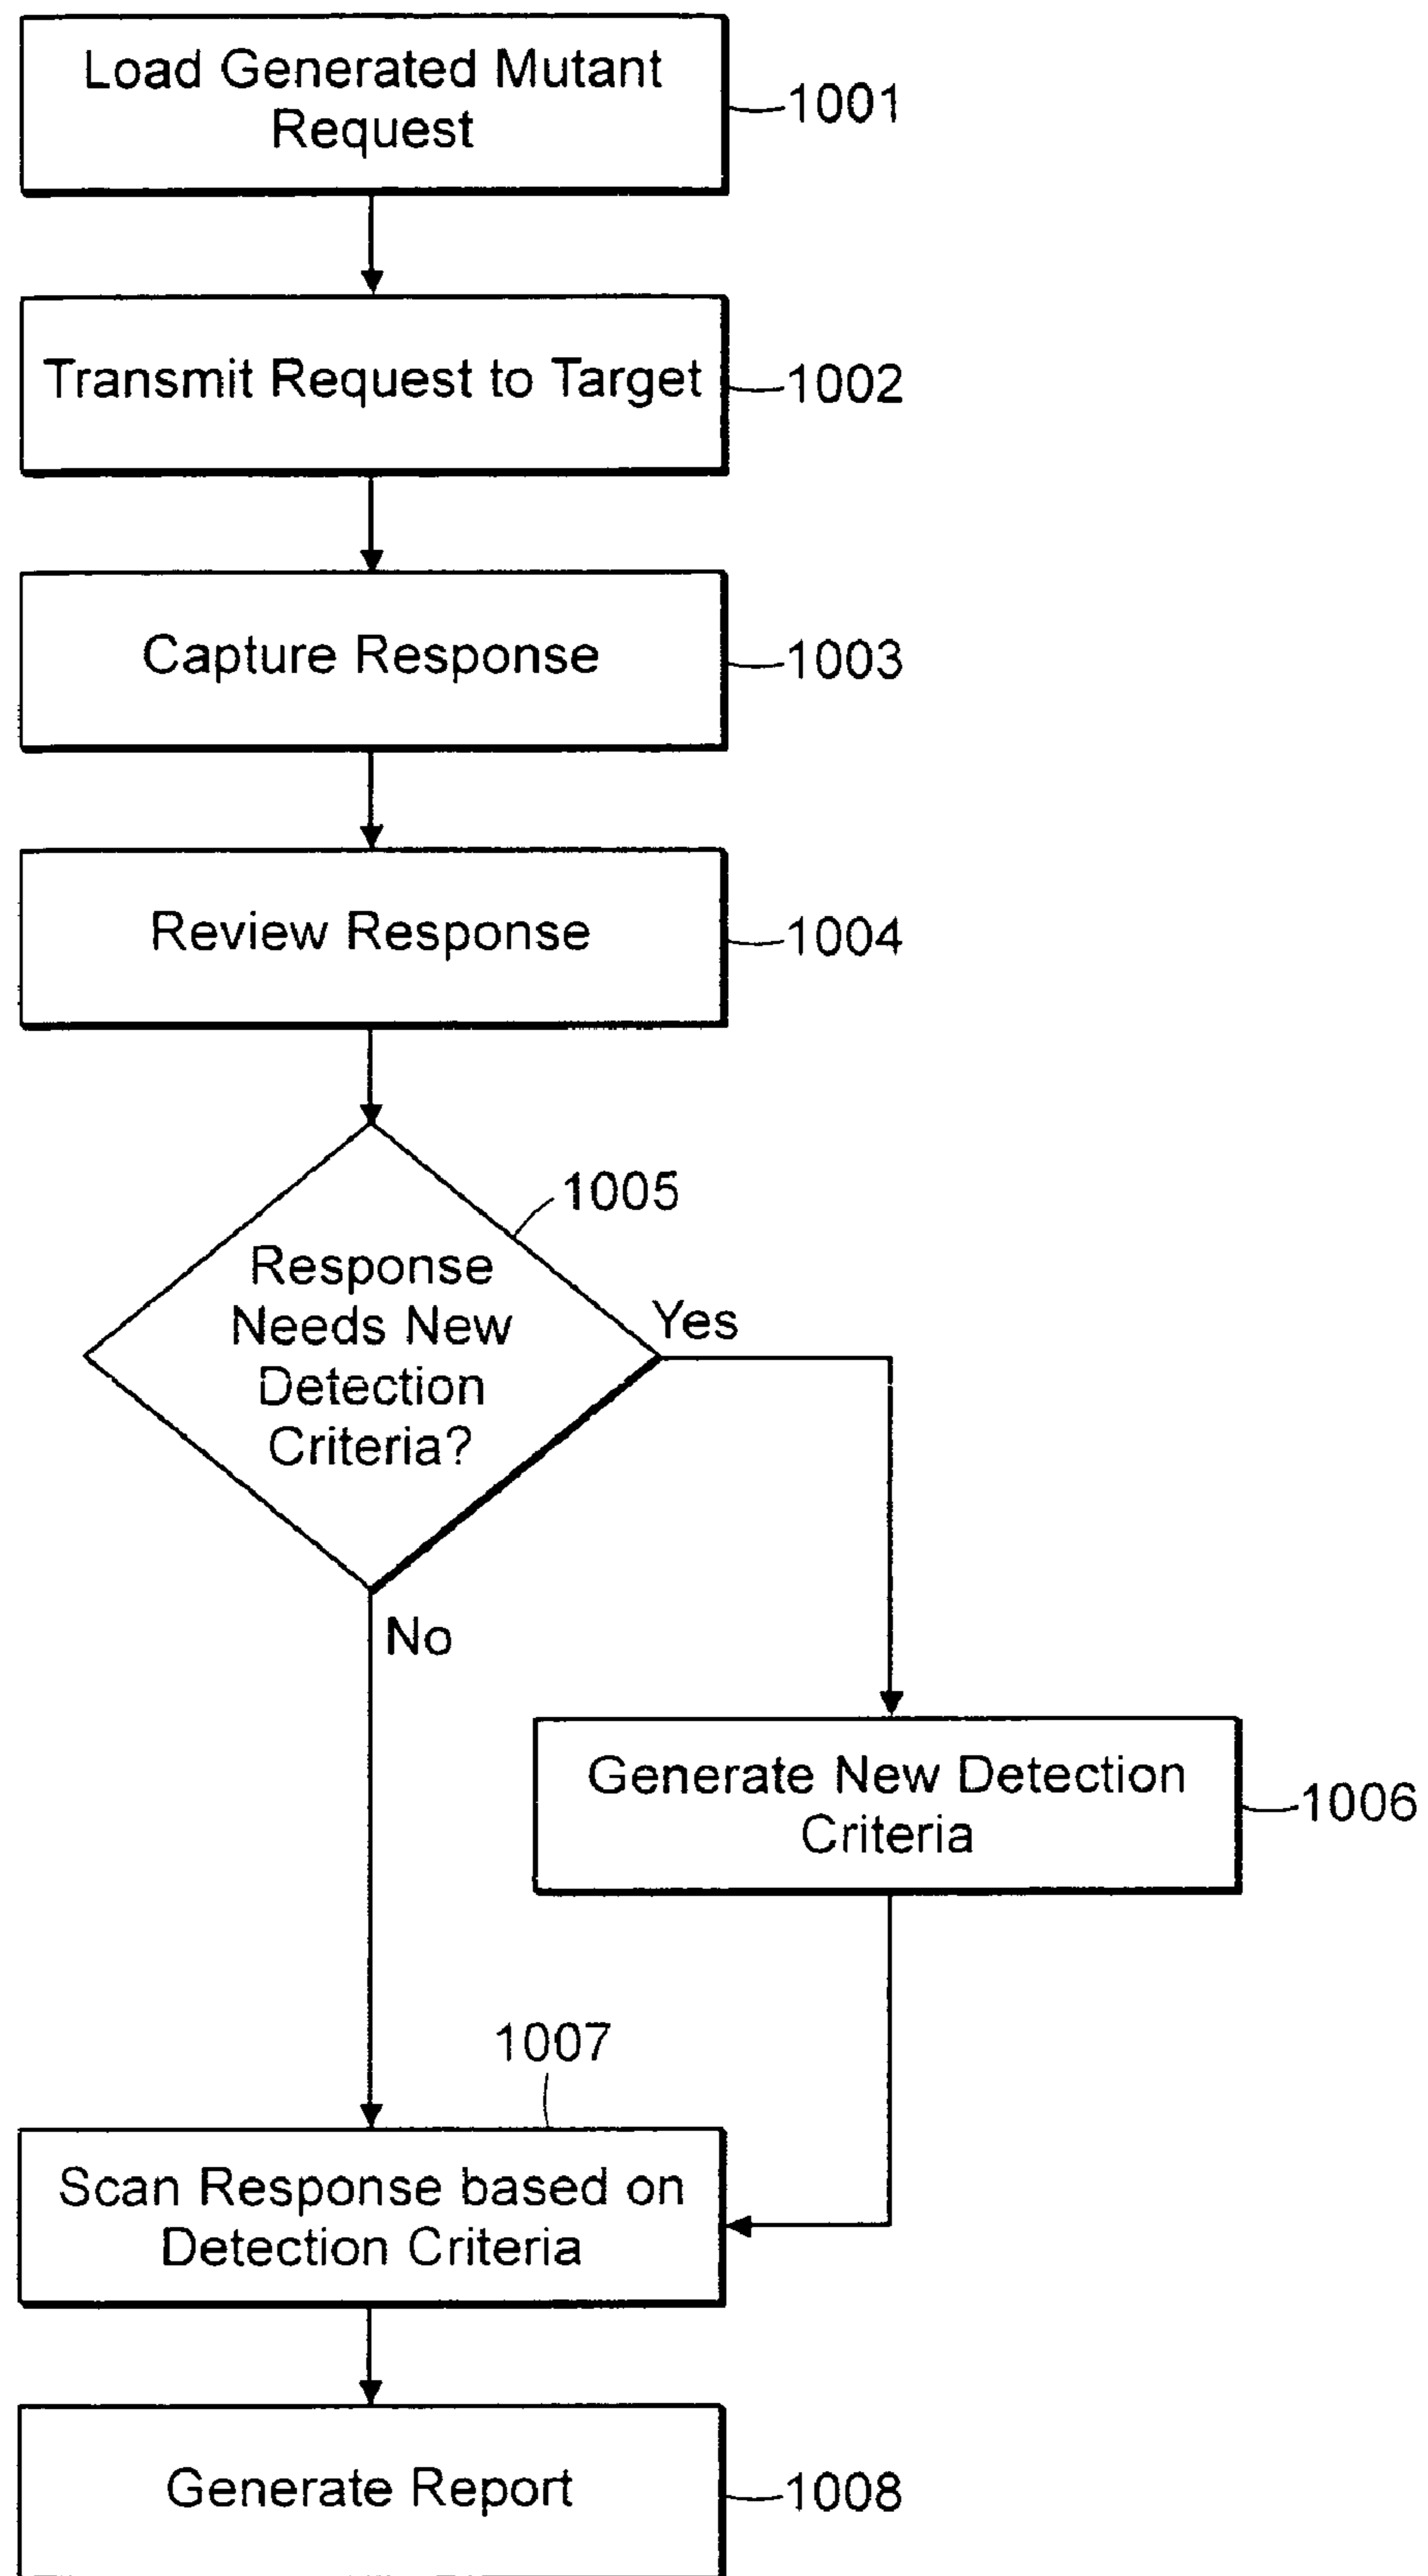 Load Generated Mutant
Request
1001
Transmit Request to Target
1002
Capture Response
1003
Review Response
1004
1005
Response
Needs New
Detection
Criteria?
Yes
No
Generate New Detection
Criteria
1006
1007
Scan Response based on
Detection Criteria
Generate Report
1008